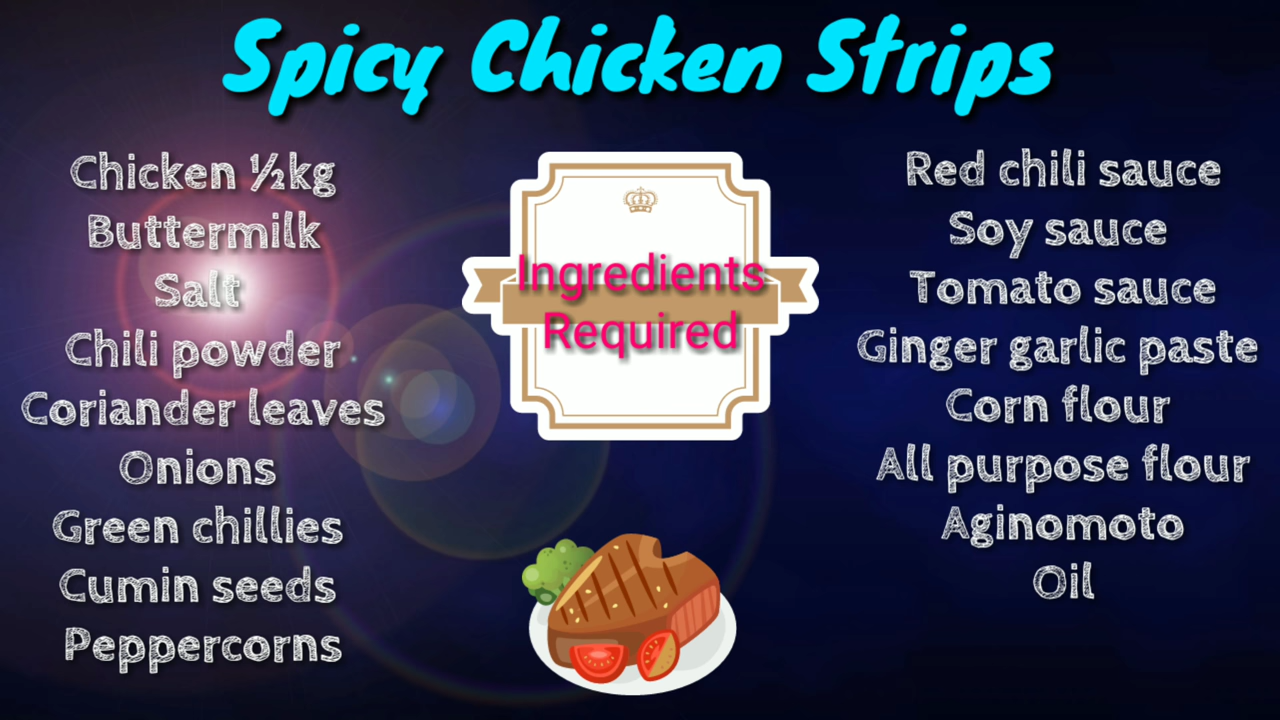 Spicy Chicken Strips
Chicken ½kg
Buttermilk
Salt
Chili powder
Coriander leaves
Onions
Green chillies
Cumin seeds
Peppercorns
Ingredients
Required
Red chili sauce
Soy sauce
Tomato sauce
Ginger garlic paste
Corn flour
All purpose flour
Aginomoto
Oil